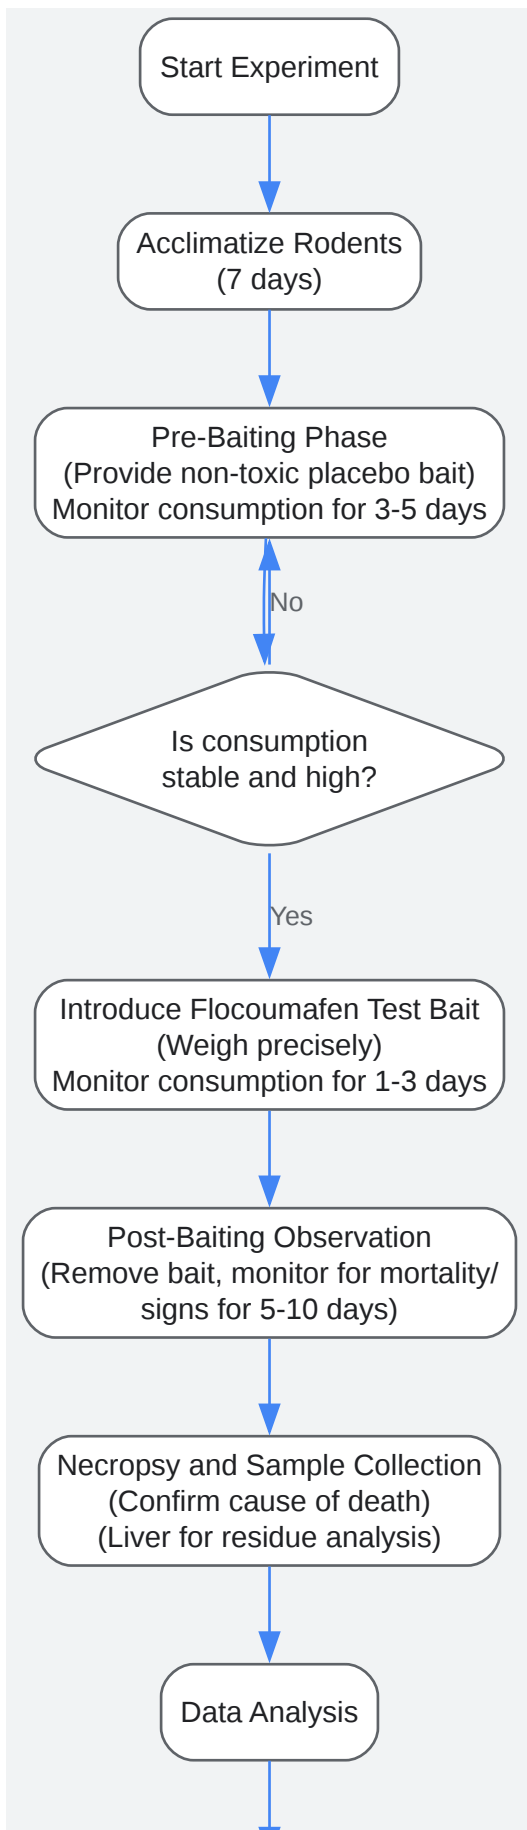 Start Experiment
Acclimatize Rodents
(7 days)
Pre-Baiting Phase
(Provide non-toxic placebo bait)
Monitor consumption for 3-5 days
No
Is consumption
stable and high?
Yes
Introduce Flocoumafen Test Bait
(Weigh precisely)
Monitor consumption for 1-3 days
Post-Baiting Observation
(Remove bait, monitor for mortality/
signs for 5-10 days)
Necropsy and Sample Collection
(Confirm cause of death)
(Liver for residue analysis)
Data Analysis